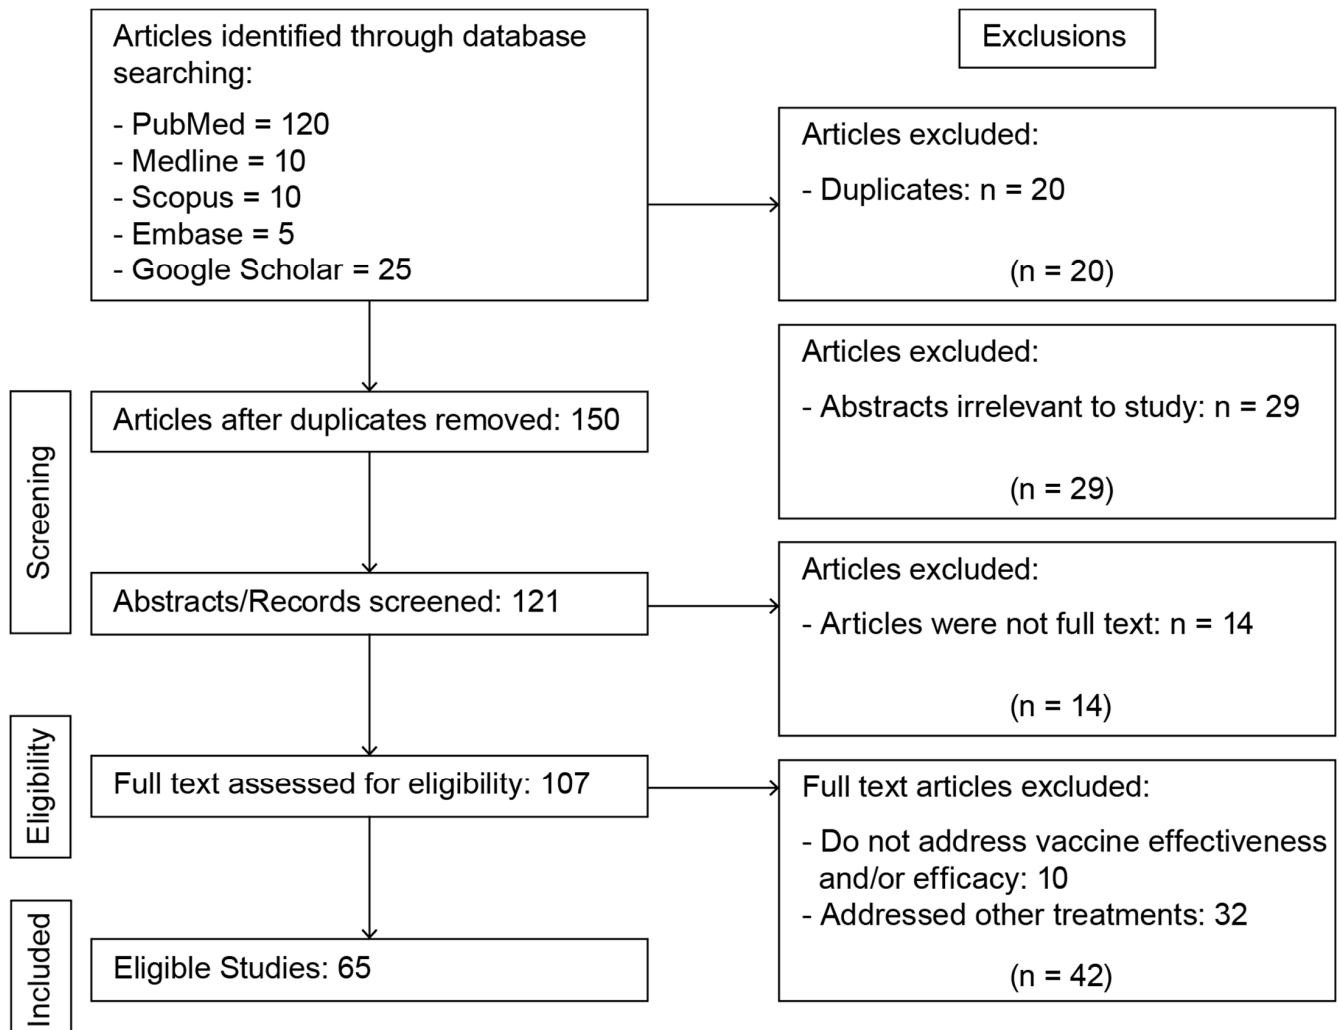 Articles identified through database
searching:
- PubMed = 120
- Medline = 10
- Scopus = 10
- Embase = 5
- Google Scholar = 25
Exclusions
Articles excluded:
- Duplicates: n = 20
(n = 20)
Articles excluded:
- Abstracts irrelevant to study: n = 29
(n = 29)
Screening
Articles after duplicates removed: 150
Abstracts/Records screened: 121
Articles excluded:
- Articles were not full text: n = 14
(n = 14)
Eligibility
Full text assessed for eligibility: 107
Full text articles excluded:
- Do not address vaccine effectiveness
and/or efficacy: 10
- Addressed other treatments: 32
(n = 42)
Included
Eligible Studies: 65